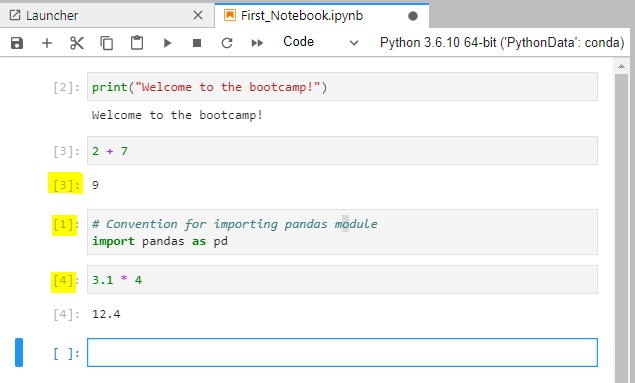 Launcher
First_Notebook.ipynb
Code
Python 3.6.10 64-bit ('PythonData': conda)
[2]: print("Welcome to the bootcamp!")
Welcome to the bootcamp!
[3]: 2 + 7
[3]: 9
[1]: # Convention for importing pandas module
import pandas as pd
[4]: 3.1 * 4
[4]: 12.4
[ ]: